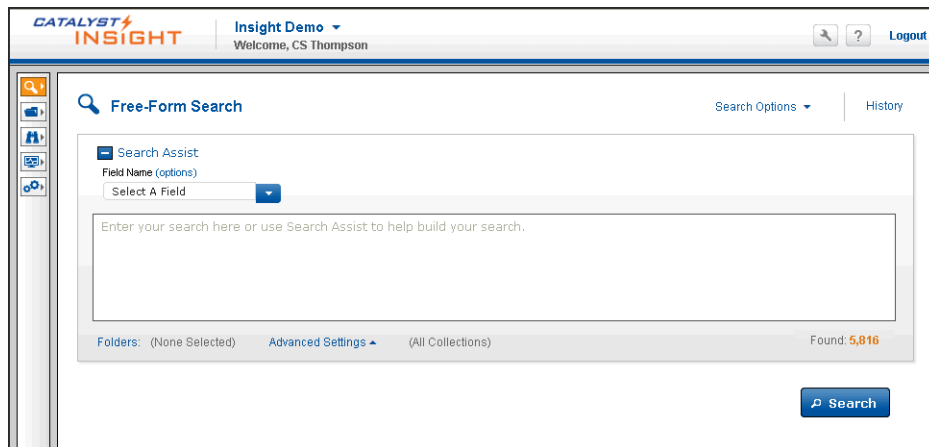 CATALYST
INSIGHT
Insight Demo
Welcome, CS Thompson
?
Logout
Free-Form Search
Search Options
History
Search Assist
Field Name (options)
Select A Field
Enter your search here or use Search Assist to help build your search.
Folders: (None Selected) Advanced Settings (All Collections) Found: 5,816
Search